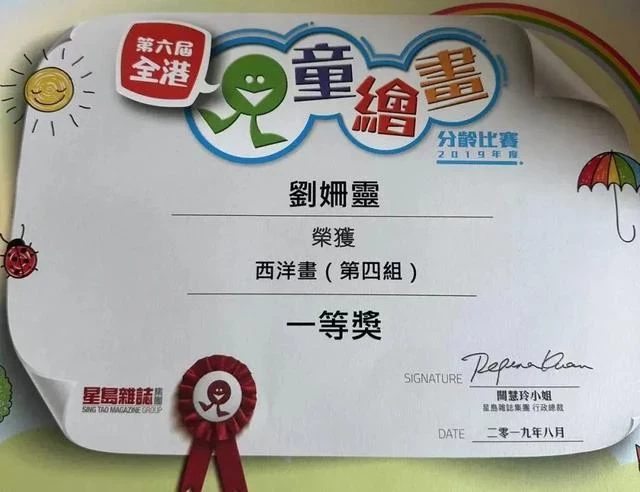 第六屆
全港
兒童繪畫
分齡比賽
2019年度
劉姍靈
榮獲
西洋畫（第四組）
一等獎
SIGNATURE
關慧玲小姐
星島雜誌集團 行政總裁
DATE 二零一九年八月
星島雜誌集團
SING TAO MAGAZINE GROUP